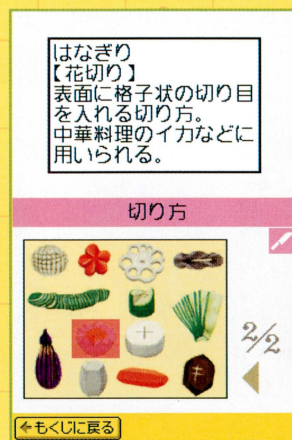 はなぎり
【花切り】
表面に格子状の切り目
を入れる切り方。
中華料理のイカなどに
用いられる。
切り方
2/2
もくじに戻る